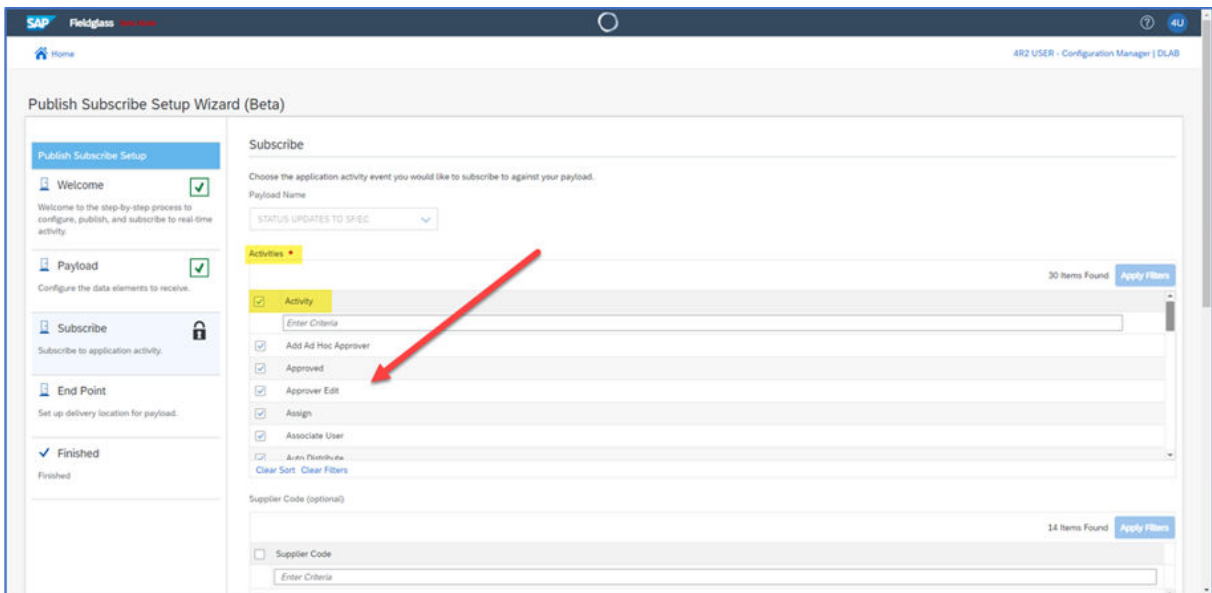 SAP Fieldglass
4U
Home
4R2 USER - Configuration Manager | DLAB
Publish Subscribe Setup Wizard (Beta)
Publish Subscribe Setup
Welcome
Welcome to the step-by-step process to
configure, publish, and subscribe to real-time
activity.
Payload
Configure the data elements to receive.
Subscribe
Subscribe to application activity.
End Point
Set up delivery location for payload.
Finished
Finished
Subscribe
Choose the application activity event you would like to subscribe to against your payload.
Payload Name
STATUS UPDATES TO SF/EC
Activities *
30 Items Found Apply Filters
Activity
Enter Criteria
Add Ad Hoc Approver
Approved
Approver Edit
Assign
Associate User
Auto Distribute
Clear Sort Clear Filters
Supplier Code (optional)
14 Items Found Apply Filters
Supplier Code
Enter Criteria